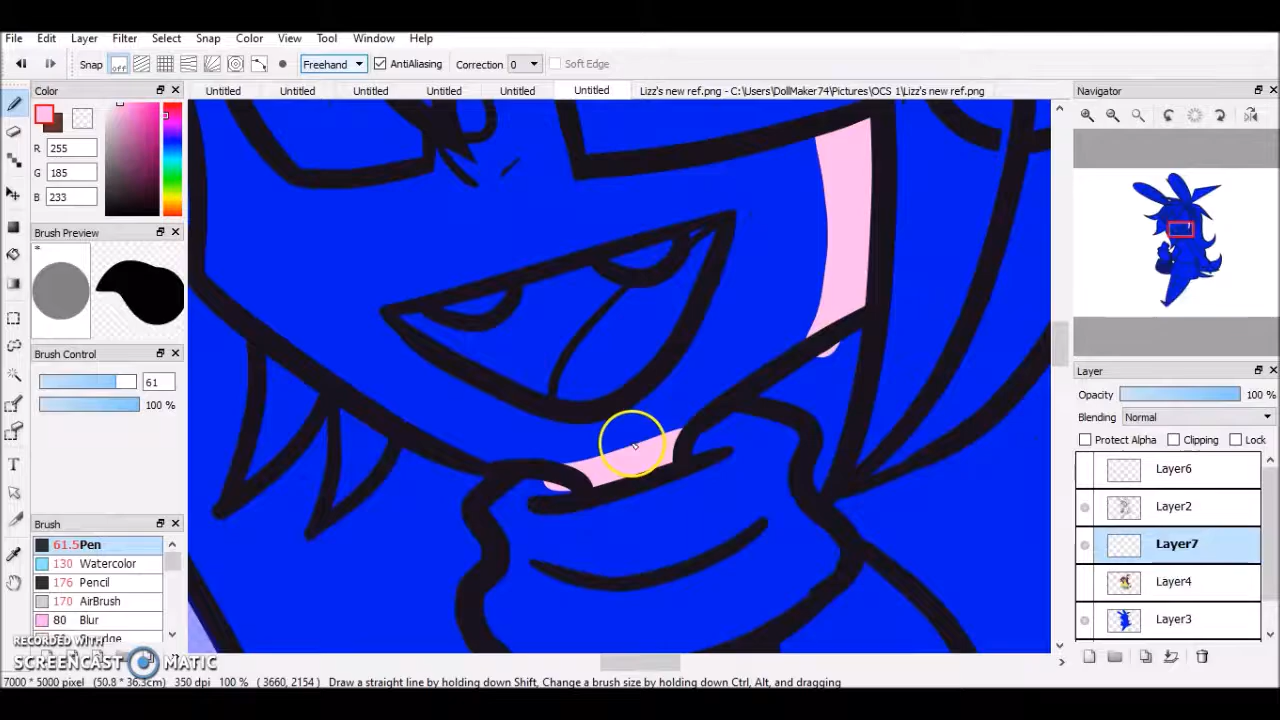 File Edit Layer Filter Select Snap Color View Tool Window Help
Snap off Freehand AntiAliasing Correction 0 Soft Edge
Color Untitled Untitled Untitled Untitled Untitled Untitled Lizz's new ref.png - C:\Users\DollMaker74\Pictures\OCS 1\Lizz's new ref.png Navigator
R 255
G 185
B 233
Brush Preview
*
Brush Control
61
100 %
Layer
Opacity 100 %
Blending Normal
Protect Alpha Clipping Lock
Layer6
Layer2
Layer7
Layer4
Layer3
Brush
61.5 Pen
130 Watercolor
176 Pencil
170 AirBrush
80 Blur
RECORDED WITH
SCREENCAST MATIC
7000 * 5000 pixel (50.8 * 36.3cm) 350 dpi 100 % ( 3660, 2154 ) Draw a straight line by holding down Shift, Change a brush size by holding down Ctrl, Alt, and dragging